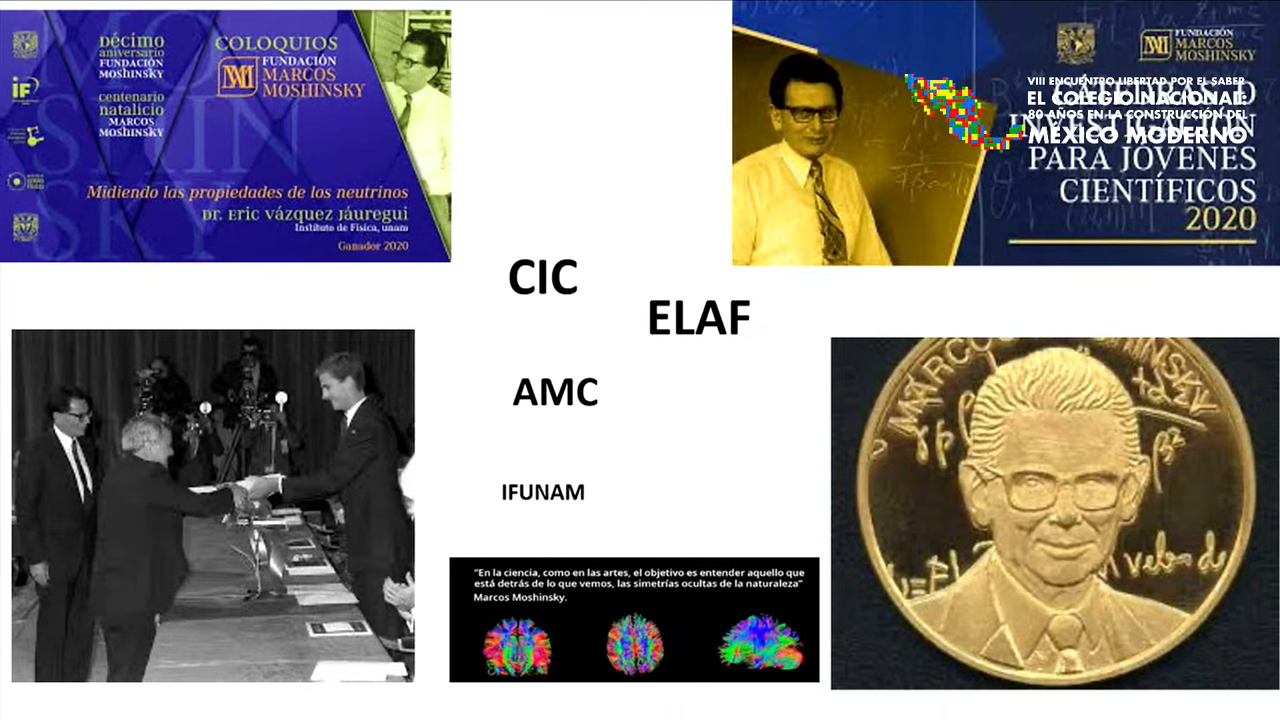 DÉCIMO
aniversario
FUNDACIÓN
MOSHINSKY
centenario
natalicio
MARCOS
MOSHINSKY
COLOQUIOS
FUNDACIÓN
MARCOS
MOSHINSKY
Midiendo las propiedades de los neutrinos
Dr. Eric Vázquez Jáuregui
Instituto de Física, UNAM
Ganador 2020
FUNDACIÓN
MARCOS
MOSHINSKY
VIII ENCUENTRO LIBERTAD POR EL SABER
EL COLEGIO NACIONAL:
80 AÑOS EN LA CONSTRUCCIÓN DEL
MÉXICO MODERNO
CÁTEDRAS D
INVESTIGACIÓN
PARA JÓVENES
CIENTÍFICOS
2020
CIC
ELAF
AMC
IFUNAM
"En la ciencia, como en las artes, el objetivo es entender aquello que
está detrás de lo que vemos, las simetrías ocultas de la naturaleza"
Marcos Moshinsky.